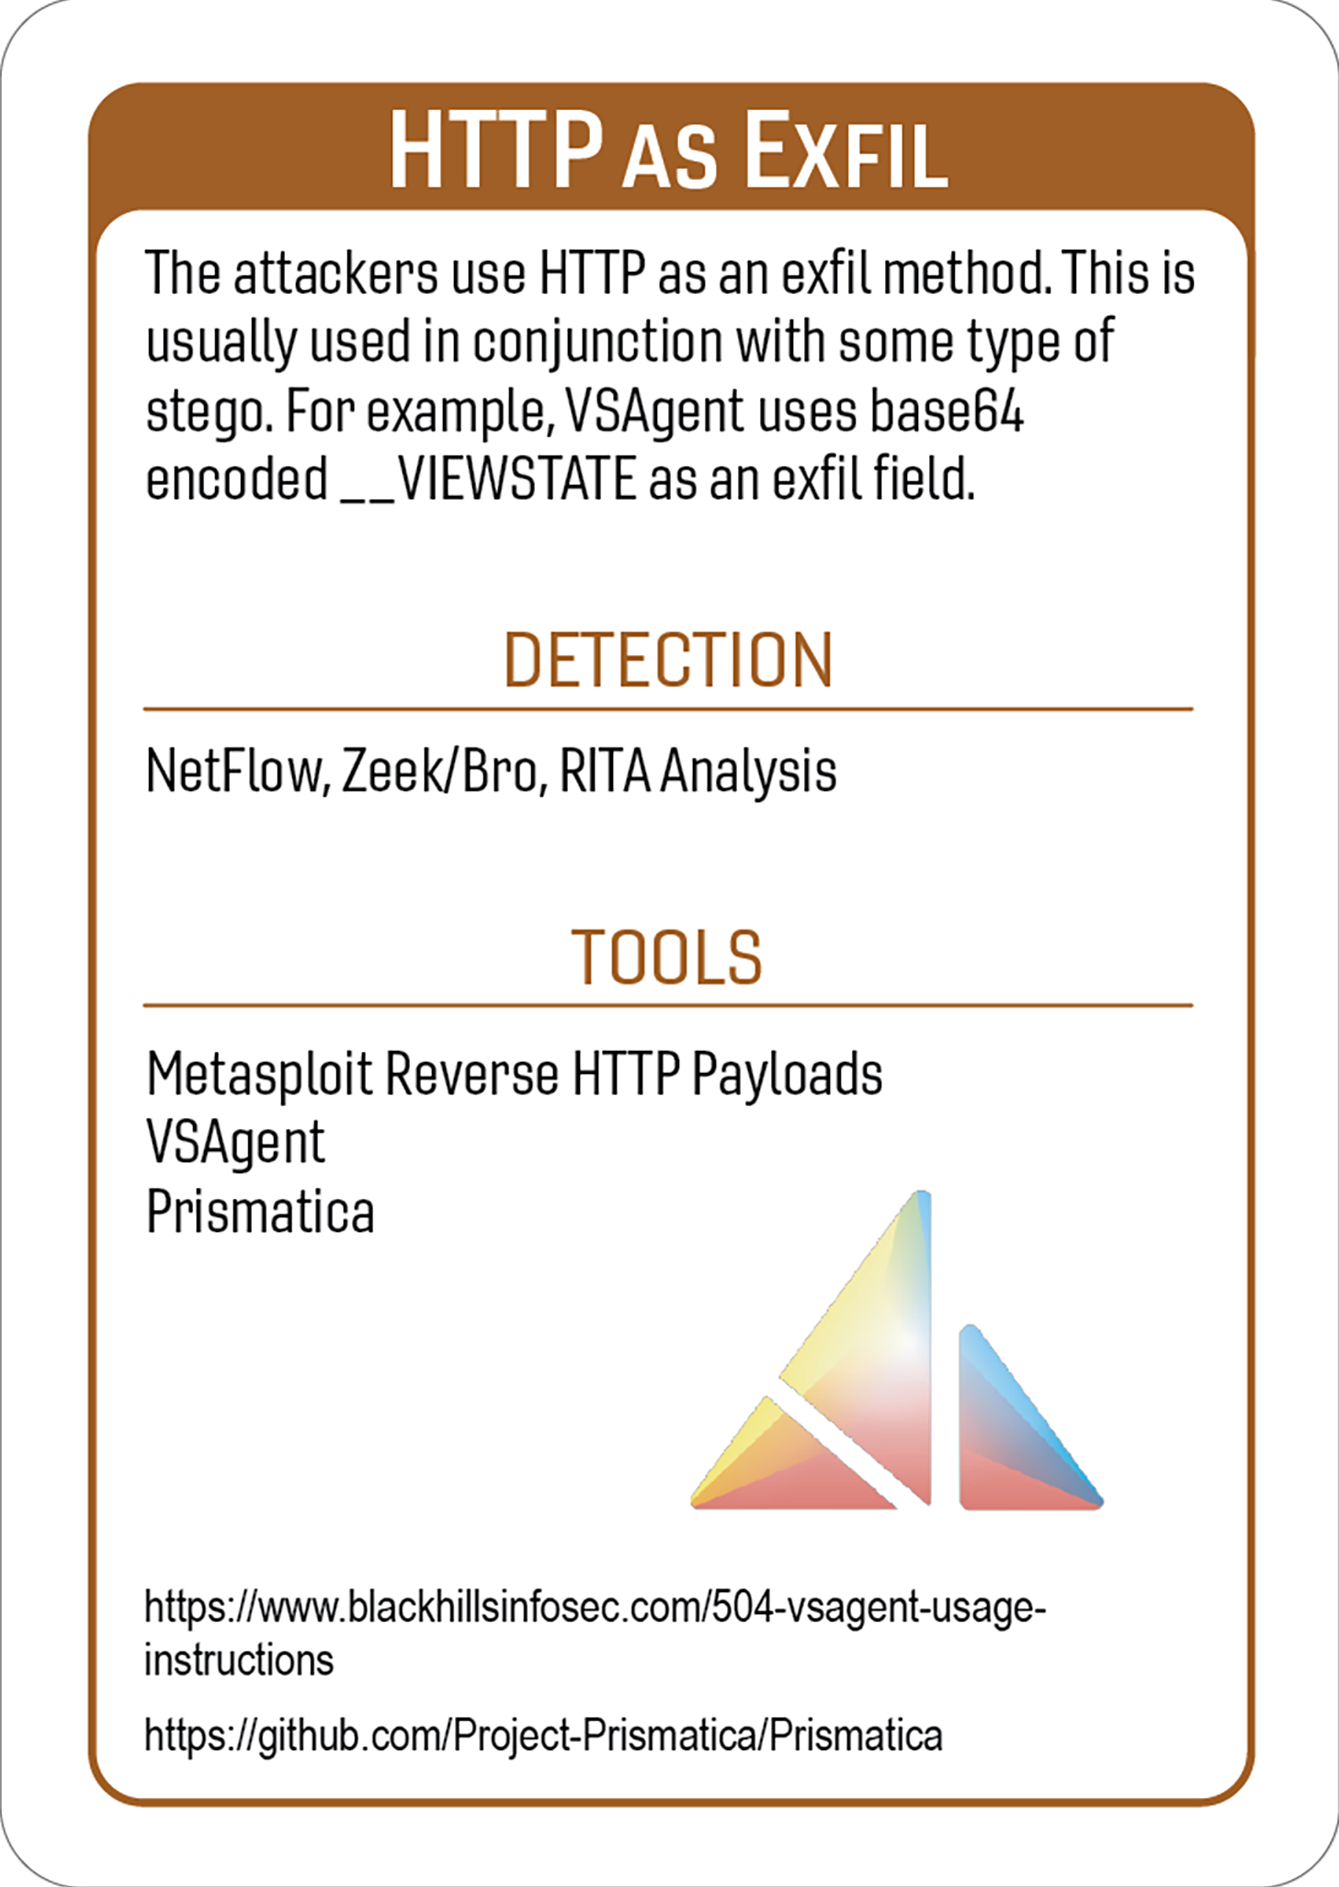 HTTP as Exfil
The attackers use HTTP as an exfil method. This is
usually used in conjunction with some type of
stego. For example, VSAgent uses base64
encoded __VIEWSTATE as an exfil field.
DETECTION
NetFlow, Zeek/Bro, RITA Analysis
TOOLS
Metasploit Reverse HTTP Payloads
VSAgent
Prismatica
https://www.blackhillsinfosec.com/504-vsagent-usage-
instructions
https://github.com/Project-Prismatica/Prismatica